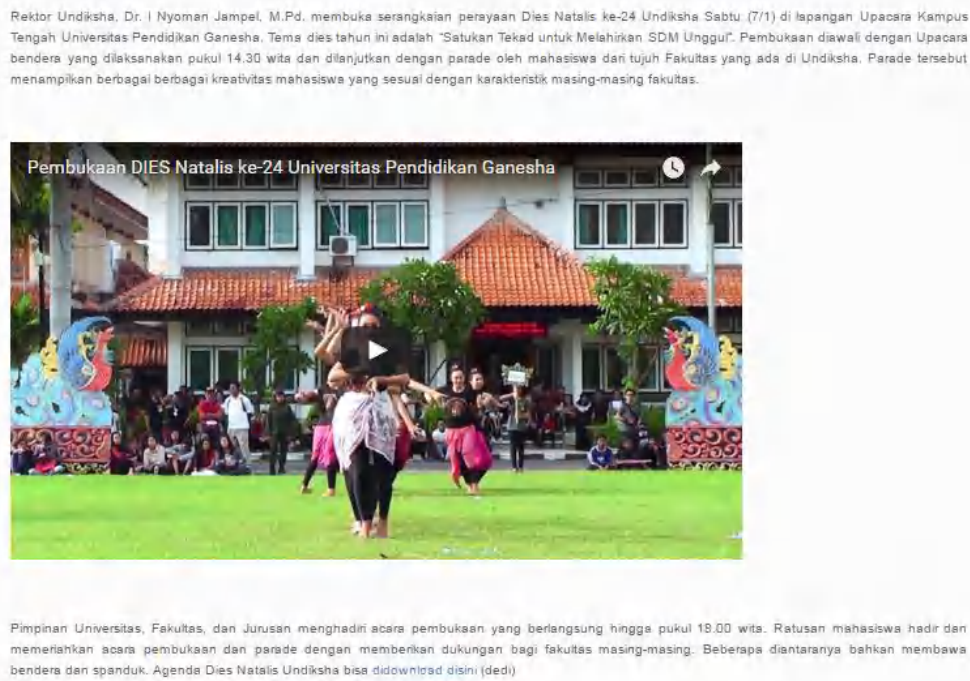 Rektor Undiksha, Dr. I Nyoman Jampel, M.Pd. membuka serangkaian perayaan Dies Natalis ke-24 Undiksha Sabtu (7/1) di lapangan Upacara Kampus
Tengah Universitas Pendidikan Ganesha. Tema dies tahun ini adalah "Satukan Tekad untuk Melahirkan SDM Unggul". Pembukaan diawali dengan Upacara
bendera yang dilaksanakan pukul 14.30 wita dan dilanjutkan dengan parade oleh mahasiswa dari tujuh Fakultas yang ada di Undiksha. Parade tersebut
menampilkan berbagai berbagai kreativitas mahasiswa yang sesuai dengan karakteristik masing-masing fakultas.
Pembukaan DIES Natalis ke-24 Universitas Pendidikan Ganesha
Pimpinan Universitas, Fakultas, dan Jurusan menghadiri acara pembukaan yang berlangsung hingga pukul 18.00 wita. Ratusan mahasiswa hadir dan
memeriahkan acara pembukaan dan parade dengan memberikan dukungan bagi fakultas masing-masing. Beberapa diantaranya bahkan membawa
bendera dan spanduk. Agenda Dies Natalis Undiksha bisa didownload disini (dedi)